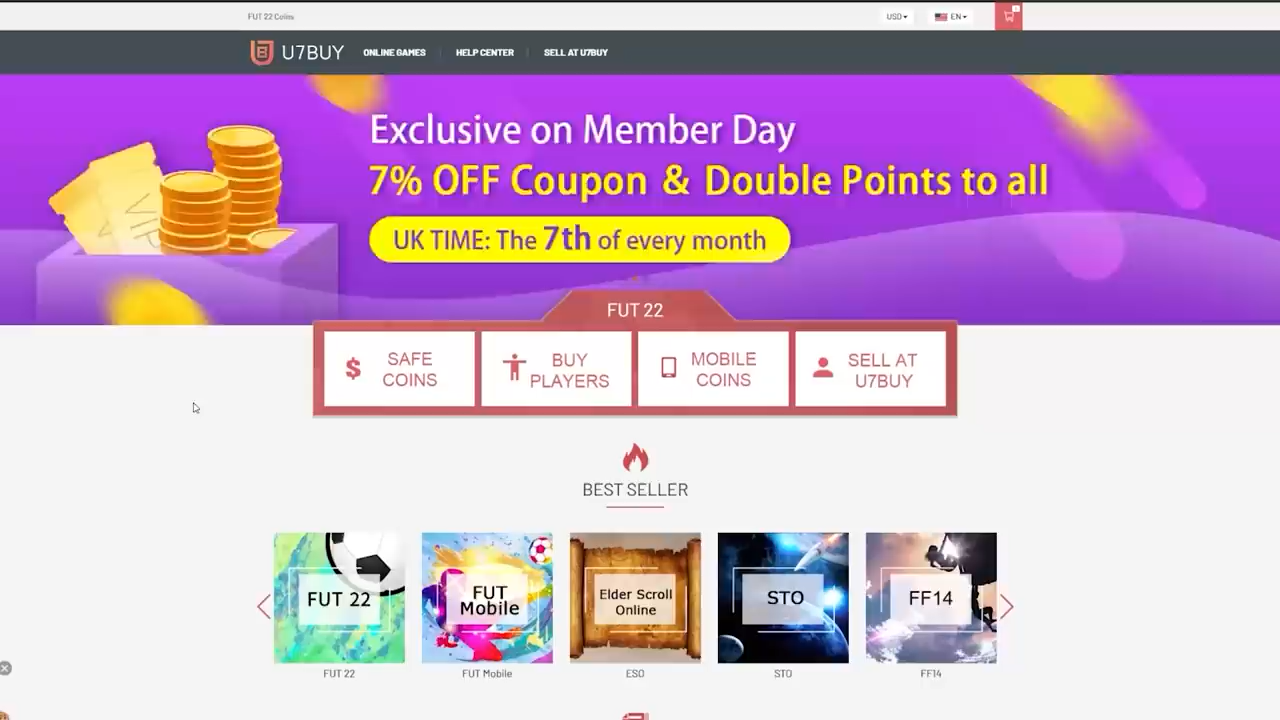 FUT 22 Coins
USD
EN
U7BUY
ONLINE GAMES
HELP CENTER
SELL AT U7BUY
Exclusive on Member Day
7% OFF Coupon & Double Points to all
UK TIME: The 7th of every month
FUT 22
SAFE
COINS
BUY
PLAYERS
MOBILE
COINS
SELL AT
U7BUY
BEST SELLER
FUT 22
FUT
Mobile
Elder Scroll
Online
STO
FF14
FUT 22
FUT Mobile
ESO
STO
FF14